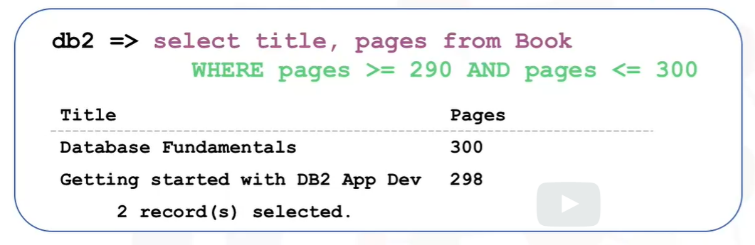 db2 => select title, pages from Book
WHERE pages >= 290 AND pages <= 300
Title Pages
Database Fundamentals 300
Getting started with DB2 App Dev 298
2 record(s) selected.